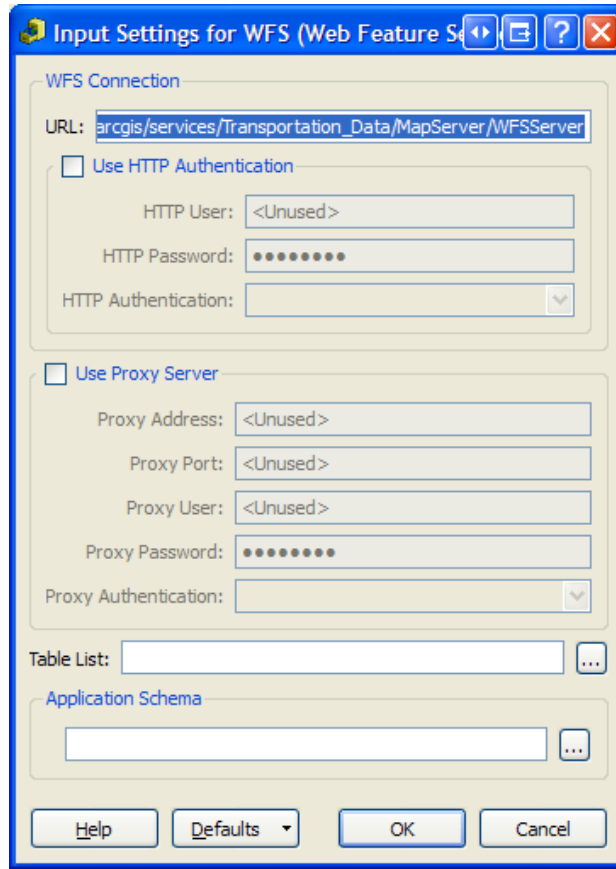 Input Settings for WFS (Web Feature Se
WFS Connection
URL: arcgis/services/Transportation_Data/MapServer/WFSServer
Use HTTP Authentication
HTTP User: <Unused>
HTTP Password: ●●●●●●●●
HTTP Authentication:
Use Proxy Server
Proxy Address: <Unused>
Proxy Port: <Unused>
Proxy User: <Unused>
Proxy Password: ●●●●●●●●
Proxy Authentication:
Table List: ...
Application Schema
...
Help Defaults OK Cancel